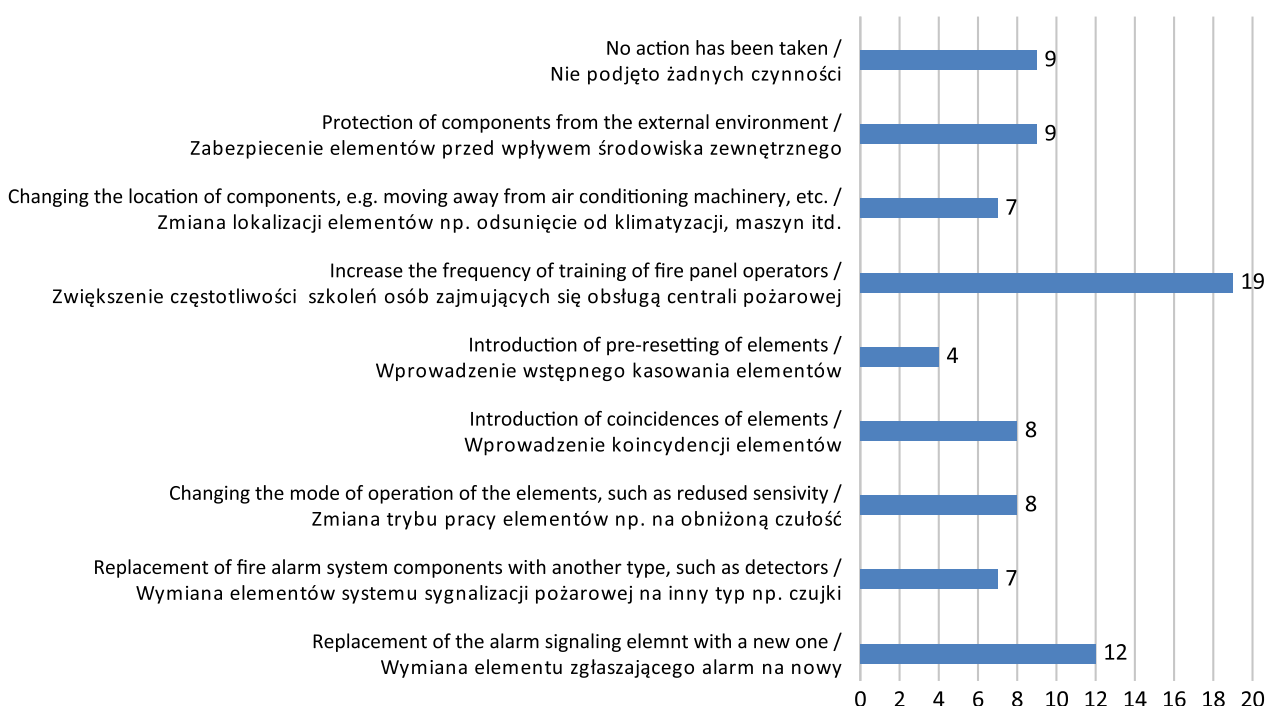 No action has been taken /
Nie podjęto żadnych czynności
9
Protection of components from the external environment /
Zabezpiecenie elementów przed wpływem środowiska zewnętrznego
9
Changing the location of components, e.g. moving away from air conditioning machinery, etc. /
Zmiana lokalizacji elementów np. odsunięcie od klimatyzacji, maszyn itd.
7
Increase the frequency of training of fire panel operators /
Zwiększenie częstotliwości szkoleń osób zajmujących się obsługą centrali pożarowej
19
Introduction of pre-resetting of elements /
Wprowadzenie wstępnego kasowania elementów
4
Introduction of coincidences of elements /
Wprowadzenie koincydencji elementów
8
Changing the mode of operation of the elements, such as redused sensivity /
Zmiana trybu pracy elementów np. na obniżoną czułość
8
Replacement of fire alarm system components with another type, such as detectors /
Wymiana elementów systemu sygnalizacji pożarowej na inny typ np. czujki
7
Replacement of the alarm signaling elemnt with a new one /
Wymiana elementu zgłaszającego alarm na nowy
12
0 2 4 6 8 10 12 14 16 18 20